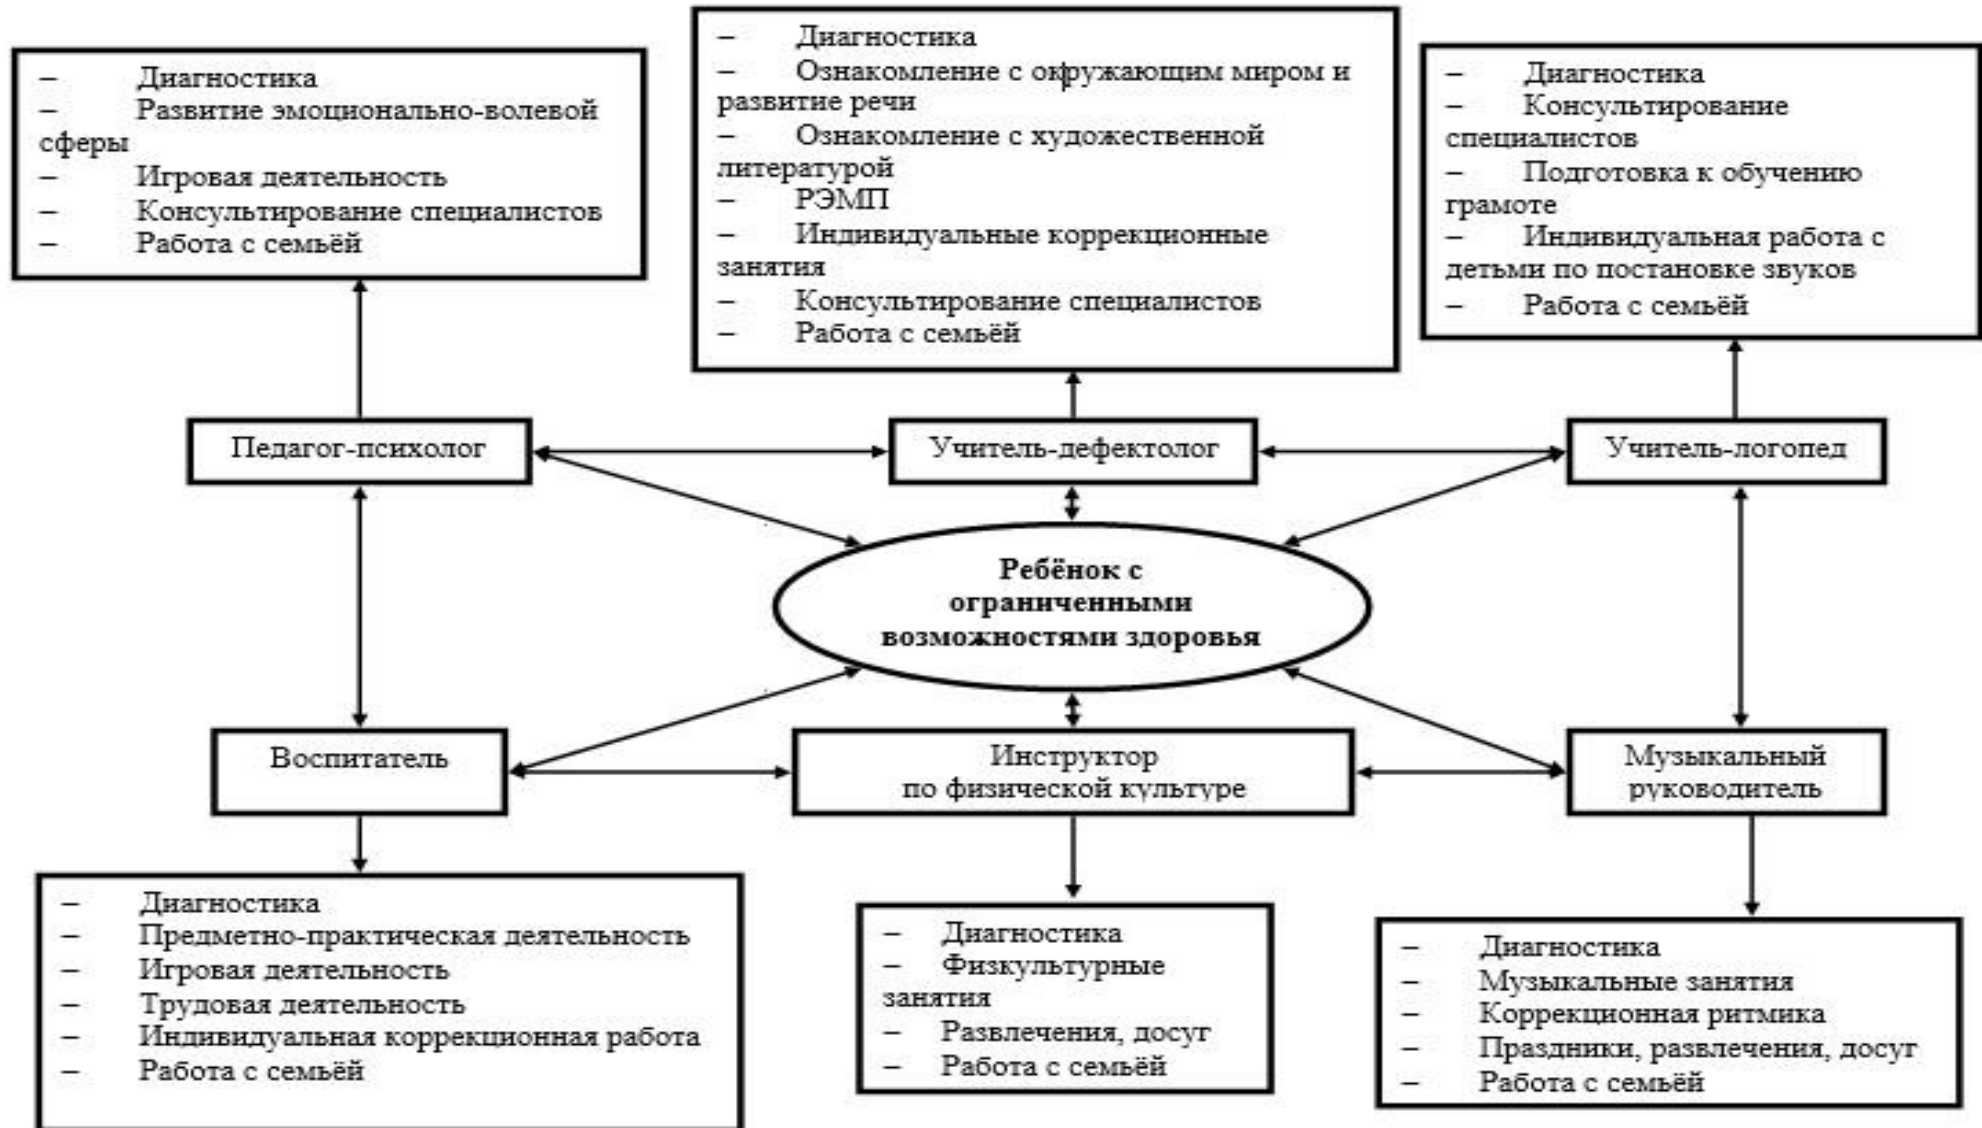 – Диагностика
– Развитие эмоционально-волевой
сферы
– Игровая деятельность
– Консультирование специалистов
– Работа с семьёй
– Диагностика
– Ознакомление с окружающим миром и
развитие речи
– Ознакомление с художественной
литературой
– РЭМП
– Индивидуальные коррекционные
занятия
– Консультирование специалистов
– Работа с семьёй
– Диагностика
– Консультирование
специалистов
– Подготовка к обучению
грамоте
– Индивидуальная работа с
детьми по постановке звуков
– Работа с семьёй
Педагог-психолог
Учитель-дефектолог
Учитель-логопед
Ребёнок с
ограниченными
возможностями здоровья
Воспитатель
Инструктор
по физической культуре
Музыкальный
руководитель
– Диагностика
– Предметно-практическая деятельность
– Игровая деятельность
– Трудовая деятельность
– Индивидуальная коррекционная работа
– Работа с семьёй
– Диагностика
– Физкультурные
занятия
– Развлечения, досуг
– Работа с семьёй
– Диагностика
– Музыкальные занятия
– Коррекционная ритмика
– Праздники, развлечения, досуг
– Работа с семьёй